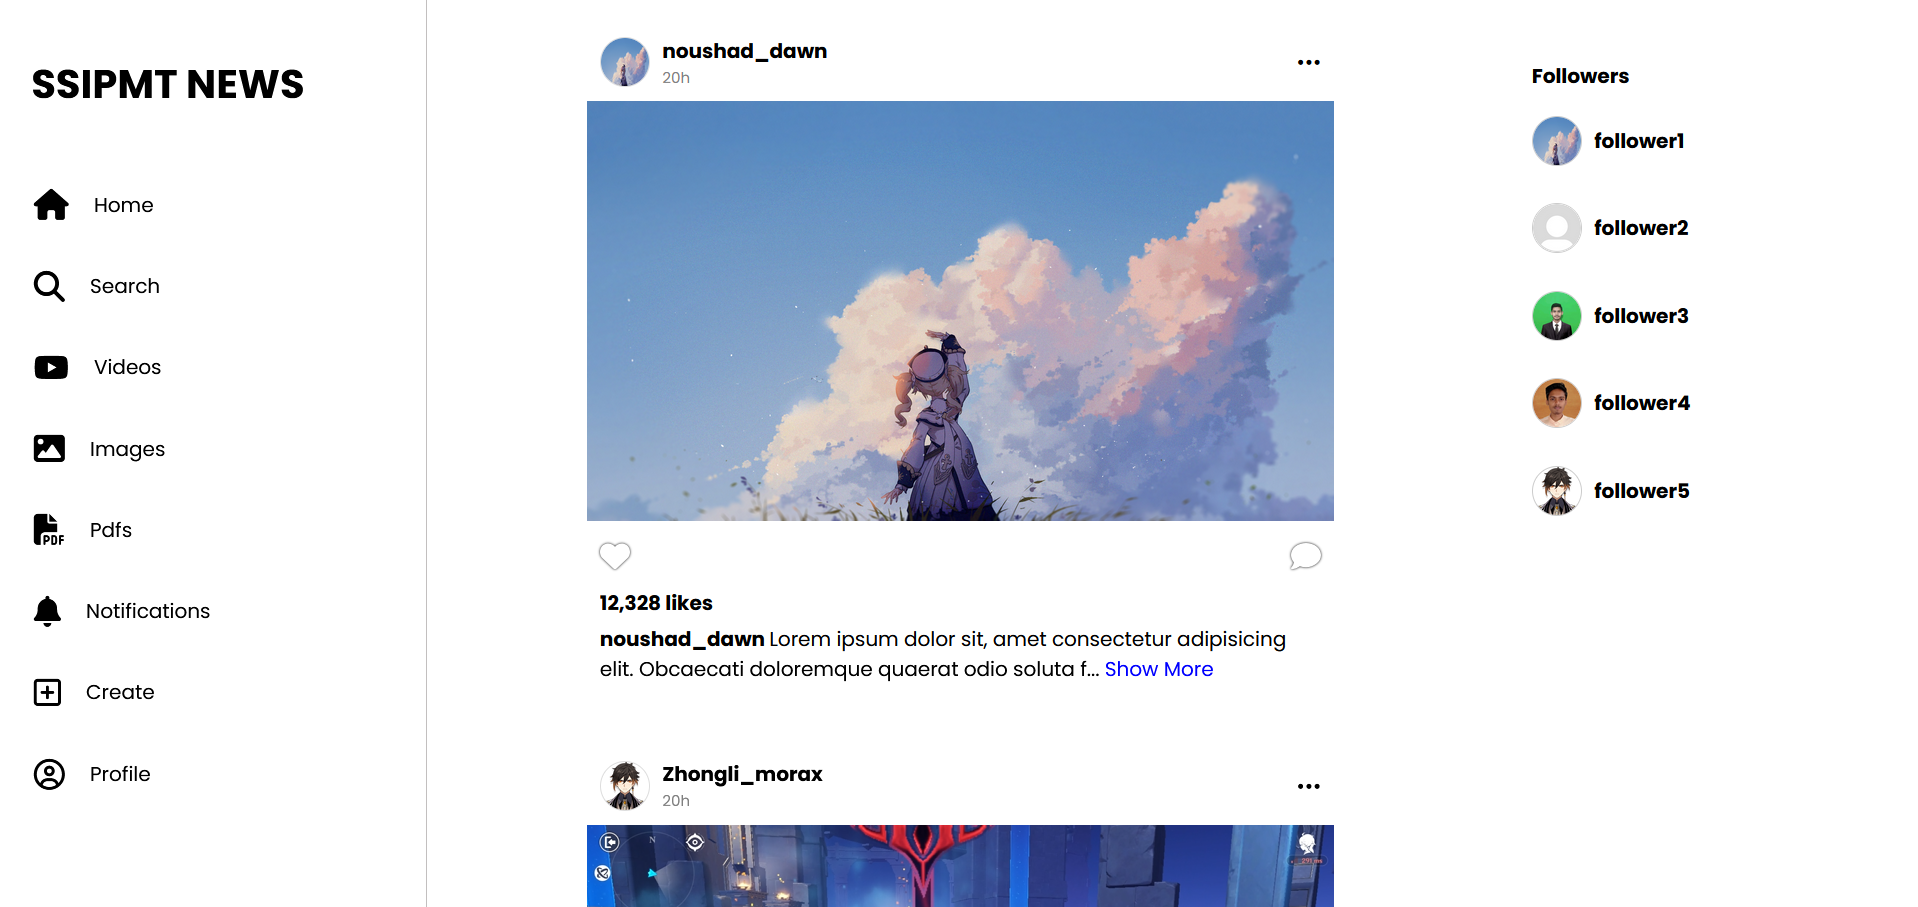 SSIPMT NEWS
Home
Search
Videos
Images
PDF
Pdfs
Notifications
Create
Profile
noushad_dawn
20h
12,328 likes
noushad_dawn Lorem ipsum dolor sit, amet consectetur adipisicing
elit. Obcaecati doloremque quaerat odio soluta f... Show More
Zhongli_morax
20h
N
291 ms
Followers
follower1
follower2
follower3
follower4
follower5